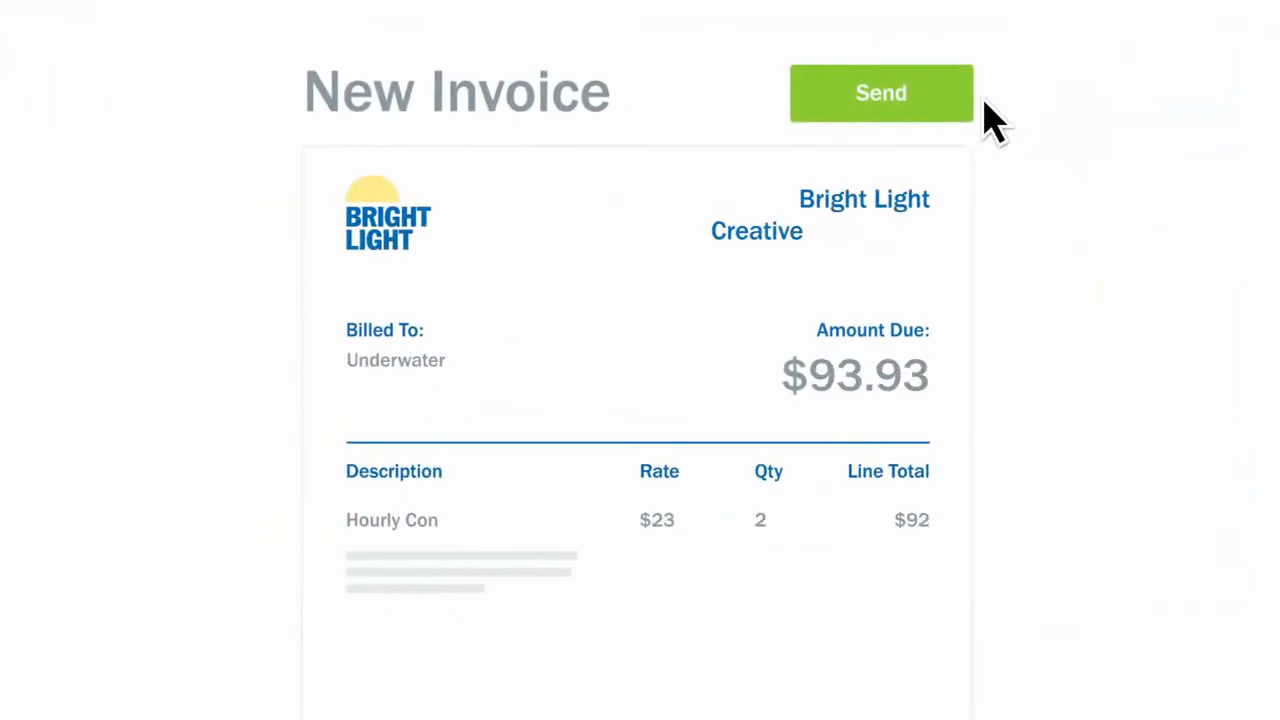 New Invoice
Send
BRIGHT
LIGHT
Bright Light
Creative
Billed To:
Amount Due:
Underwater
$93.93
Description Rate Qty Line Total
Hourly Con $23 2 $92